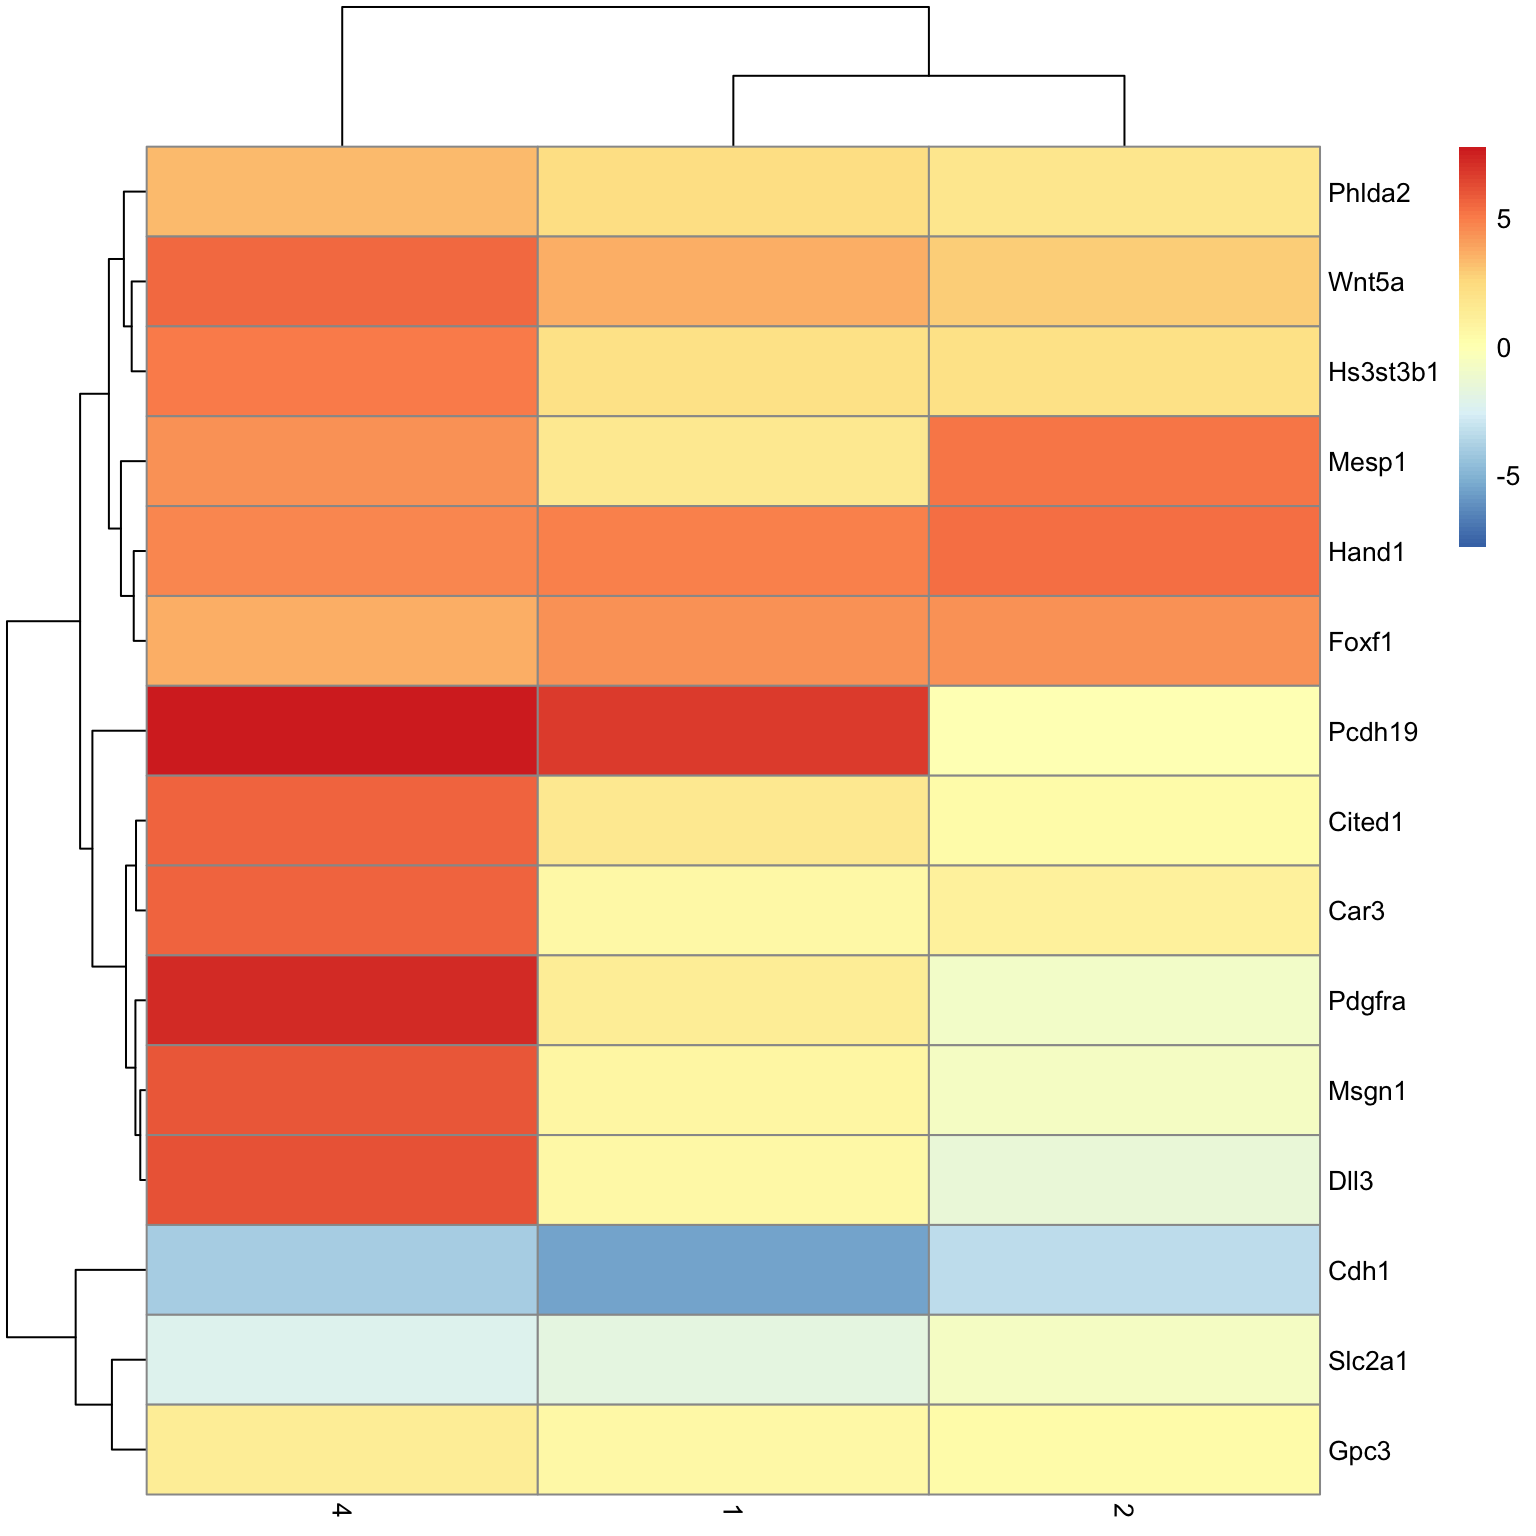 Phlda2
Wnt5a
Hs3st3b1
Mesp1
Hand1
Foxf1
Pcdh19
Cited1
Car3
Pdgfra
Msgn1
Dll3
Cdh1
Slc2a1
Gpc3
5
0
-5
4
1
2